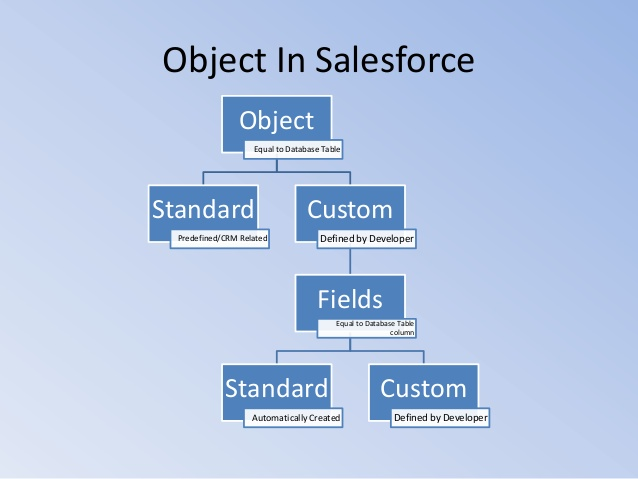 Object In Salesforce
Object
Equal to Database Table
Standard
Predefined/CRM Related
Custom
Defined by Developer
Fields
Equal to Database Table
column
Standard
Automatically Created
Custom
Defined by Developer